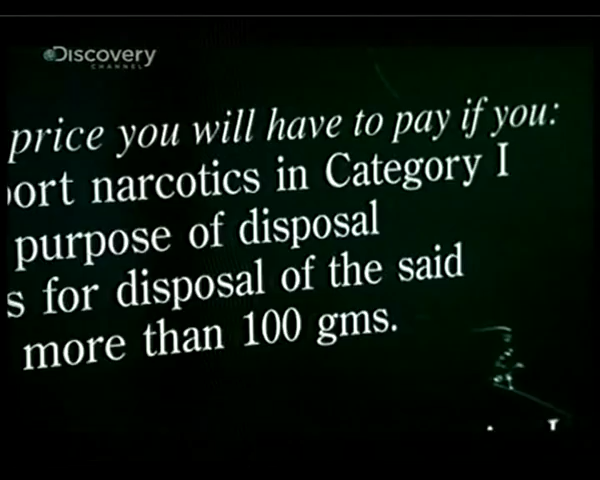 Discovery
CHANNEL
price you will have to pay if you:
ort narcotics in Category I
purpose of disposal
s for disposal of the said
more than 100 gms.